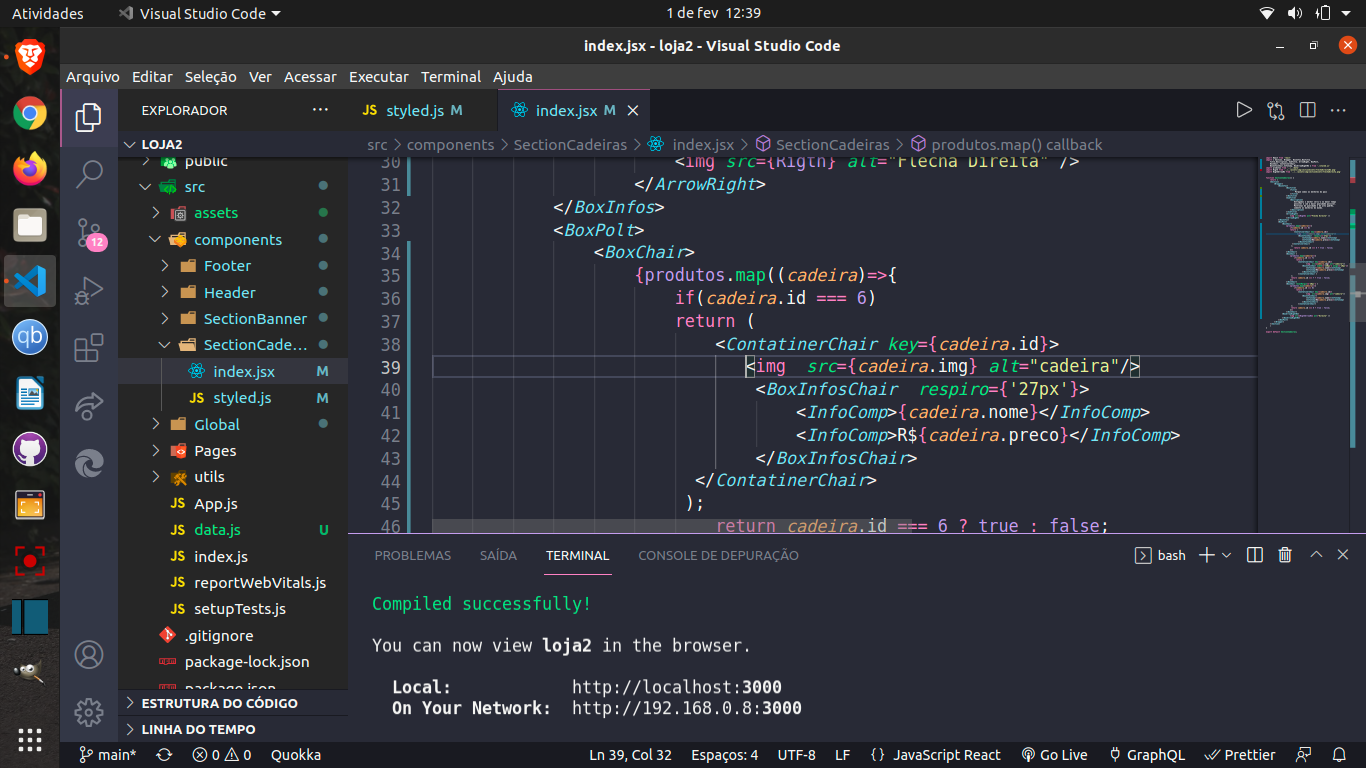 Atividades
Visual Studio Code
1 de fev 12:39
index.jsx - loja2 - Visual Studio Code
Arquivo Editar Seleção Ver Acessar Executar Terminal Ajuda
EXPLORADOR
JS styled.js M
index.jsx M
LOJA2
src > components > SectionCadeiras > index.jsx > SectionCadeiras > produtos.map() callback
public
src
assets
components
Footer
Header
SectionBanner
SectionCade...
index.jsx M
JS styled.js M
Global
Pages
utils
JS App.js
JS data.js U
JS index.js
JS reportWebVitals.js
JS setupTests.js
.gitignore
package-lock.json
package.json
ESTRUTURA DO CÓDIGO
LINHA DO TEMPO
12
qb
30 <img src={Rigth} alt="Flecha Direita" />
31 </ArrowRight>
32 </BoxInfos>
33 <BoxPolt>
34 <BoxChair>
35 {produtos.map((cadeira)=>{
36 if(cadeira.id === 6)
37 return (
38 <ContatinerChair key={cadeira.id}>
39 <img  src={cadeira.img} alt="cadeira"/>
40 <BoxInfosChair  respiro={'27px'}>
41 <InfoComp>{cadeira.nome}</InfoComp>
42 <InfoComp>R${cadeira.preco}</InfoComp>
43 </BoxInfosChair>
44 </ContatinerChair>
45 );
46 return cadeira.id === 6 ? true : false;
PROBLEMAS SAÍDA TERMINAL CONSOLE DE DEPURAÇÃO
bash
Compiled successfully!
You can now view loja2 in the browser.
Local: http://localhost:3000
On Your Network: http://192.168.0.8:3000
main* 0 0 Quokka
Ln 39, Col 32 Espaços: 4 UTF-8 LF {} JavaScript React Go Live GraphQL Prettier